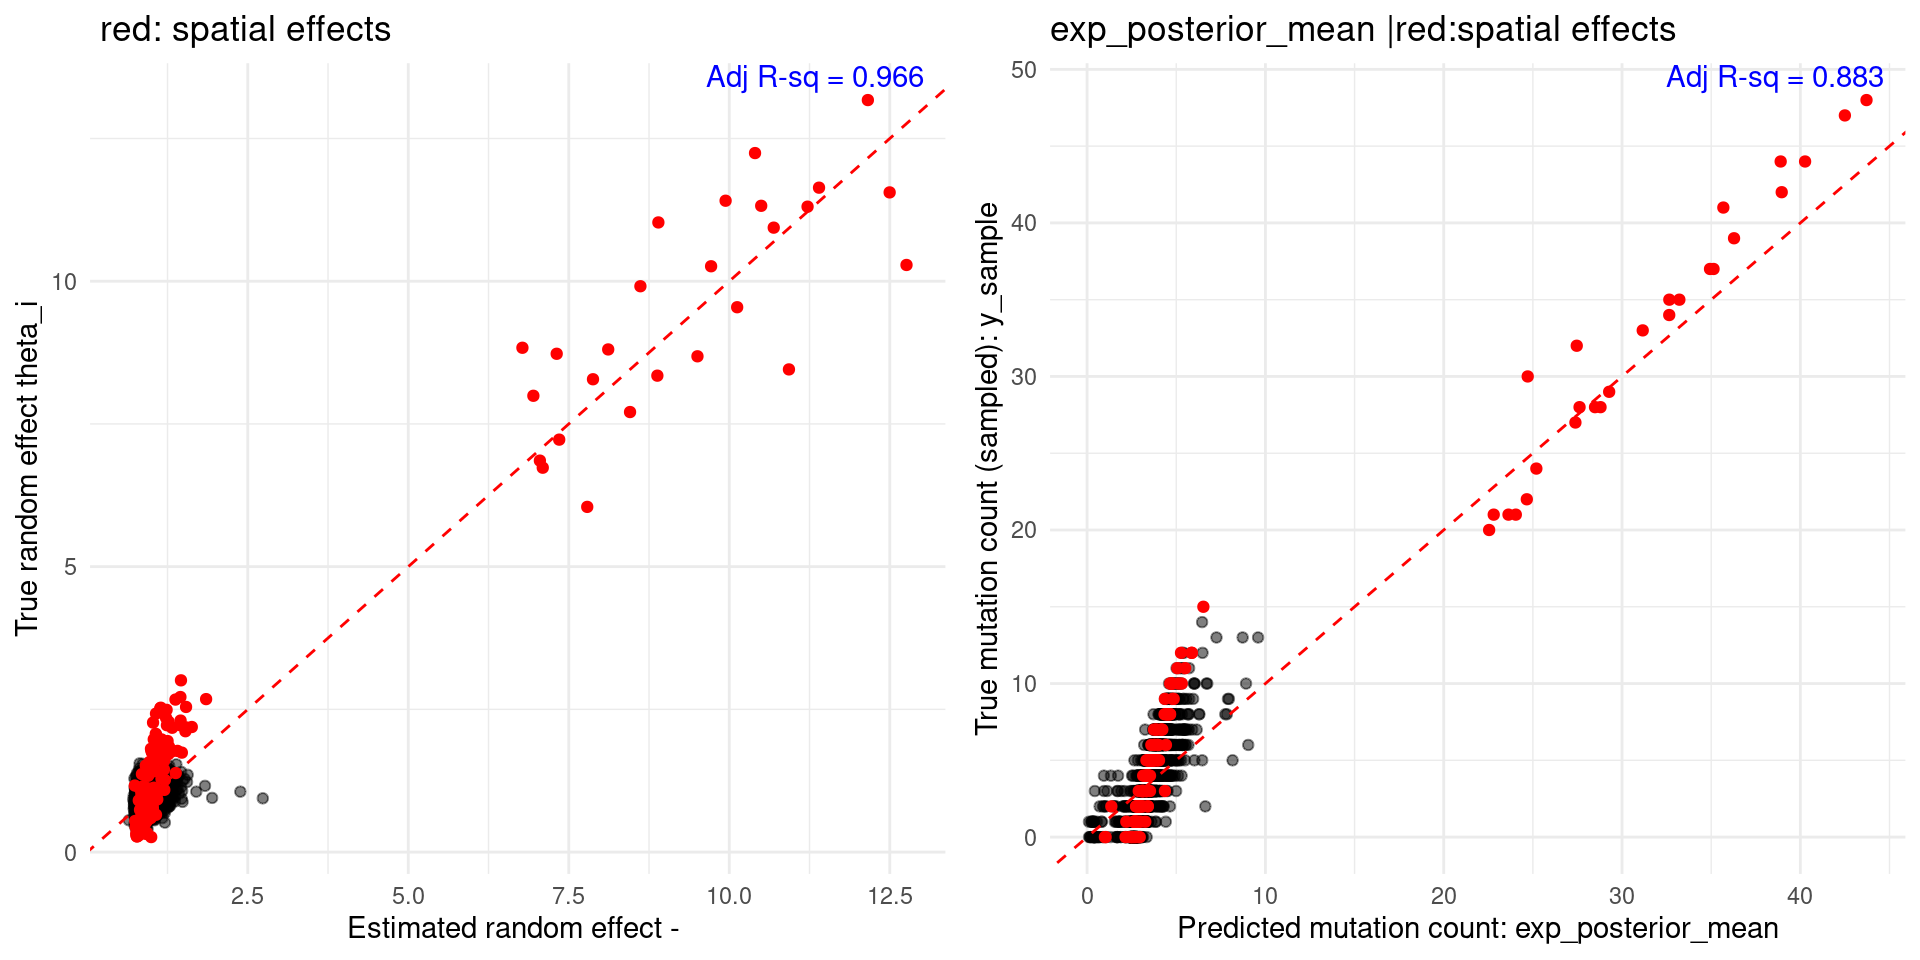 red: spatial effects
Adj R-sq = 0.966
True random effect theta_i
10
5
0
2.5
5.0
7.5
10.0
12.5
Estimated random effect -
exp_posterior_mean |red:spatial effects
Adj R-sq = 0.883
True mutation count (sampled): y_sample
50
40
30
20
10
0
0
10
20
30
40
Predicted mutation count: exp_posterior_mean